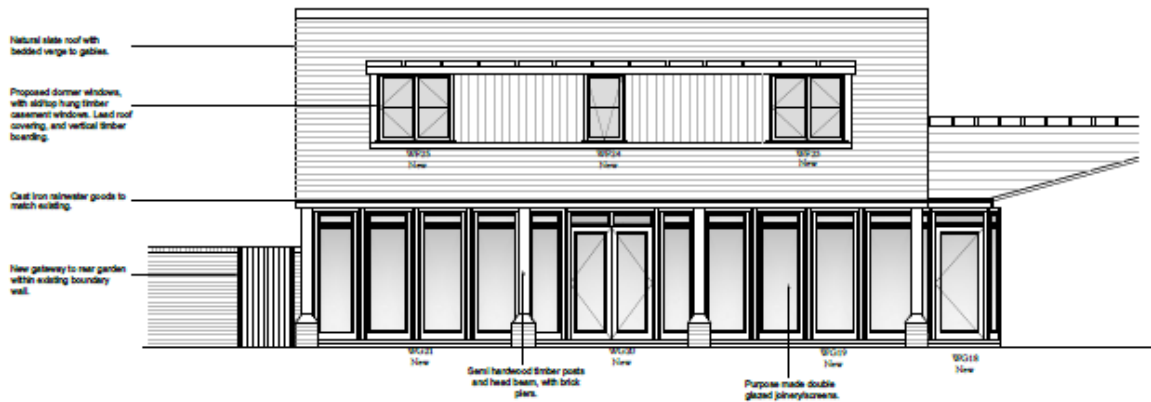 Natural slate roof with
bedded verge to gables.
Proposed dormer windows,
with sid/top hung timber
casement windows. Lead roof
covering, and vertical timber
boarding.
WF25
New
WF24
New
WF23
New
Cast iron rainwater goods to
match existing.
New gateway to rear garden
within existing boundary
wall.
WG21
New
WG20
New
WG19
New
WG18
New
Semi hardwood timber posts
and head beam, with brick
piers.
Purpose made double
glazed joinery/screens.